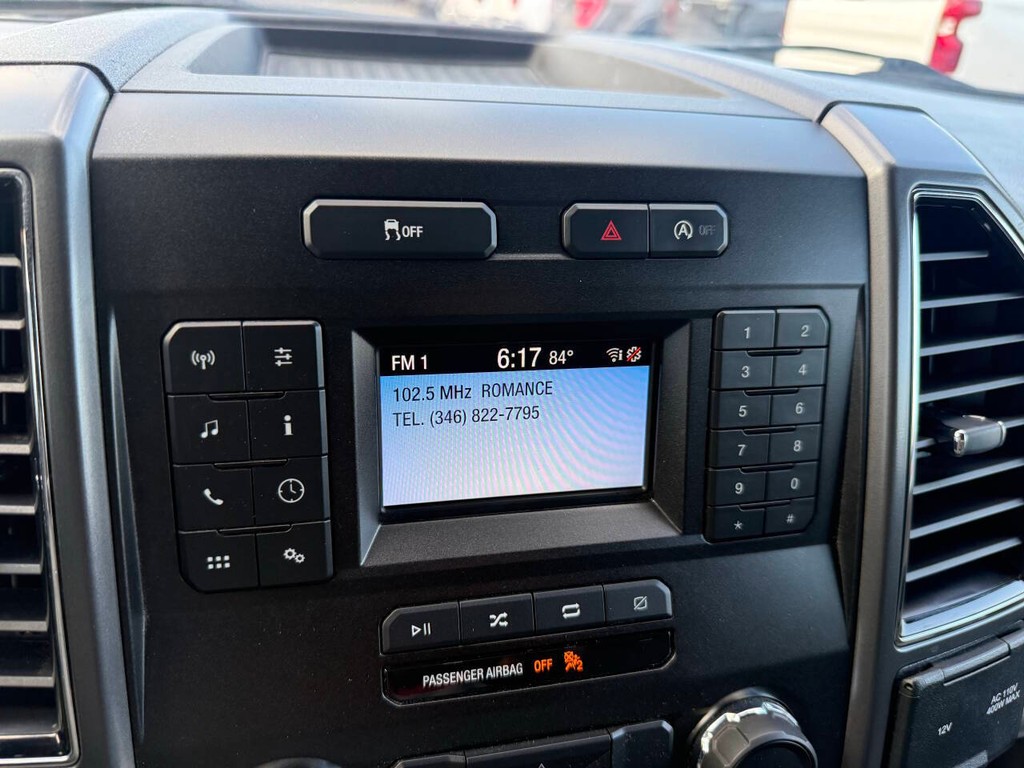 OFF
A OFF
FM 1 6:17 84°
102.5 MHz ROMANCE
TEL. (346) 822-7795
i
1 2
3 4
5 6
7 8
9 0
* #
PASSENGER AIRBAG OFF 2
12V
AC 110V
400W MAX